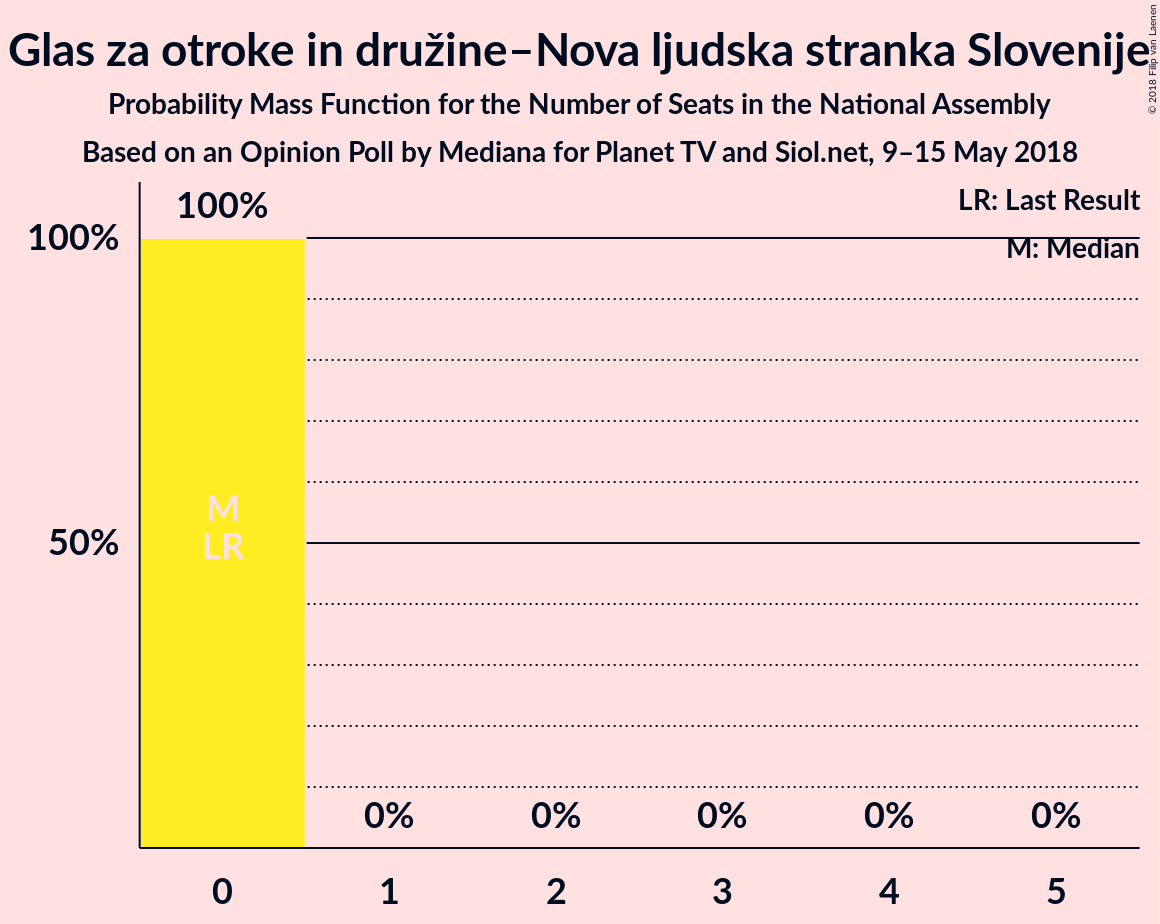 Glas za otroke in družine–Nova ljudska stranka Slovenije
Probability Mass Function for the Number of Seats in the National Assembly
Based on an Opinion Poll by Mediana for Planet TV and Siol.net, 9–15 May 2018
© 2018 Filip van Laenen
LR: Last Result
M: Median
100%
100%
50%
M
LR
0%
0%
0%
0%
0%
0
1
2
3
4
5